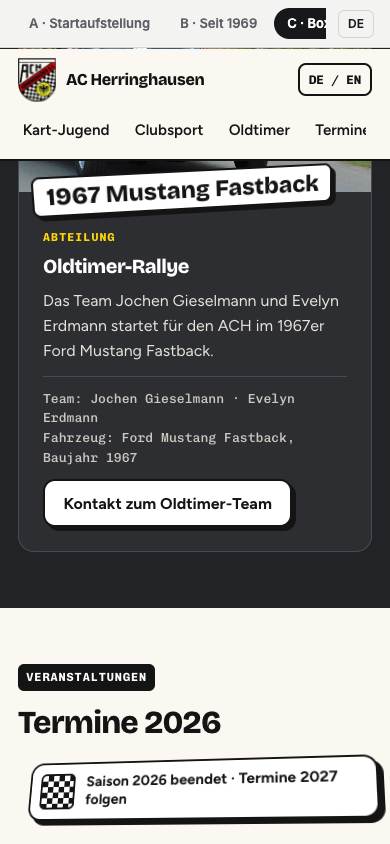 A · Startaufstellung
B · Seit 1969
C · Box
DE
ACH
AC Herringhausen
DE / EN
Kart-Jugend
Clubsport
Oldtimer
Termine
1967 Mustang Fastback
ABTEILUNG
Oldtimer-Rallye
Das Team Jochen Gieselmann und Evelyn
Erdmann startet für den ACH im 1967er
Ford Mustang Fastback.
Team: Jochen Gieselmann · Evelyn
Erdmann
Fahrzeug: Ford Mustang Fastback,
Baujahr 1967
Kontakt zum Oldtimer-Team
VERANSTALTUNGEN
Termine 2026
Saison 2026 beendet · Termine 2027
folgen